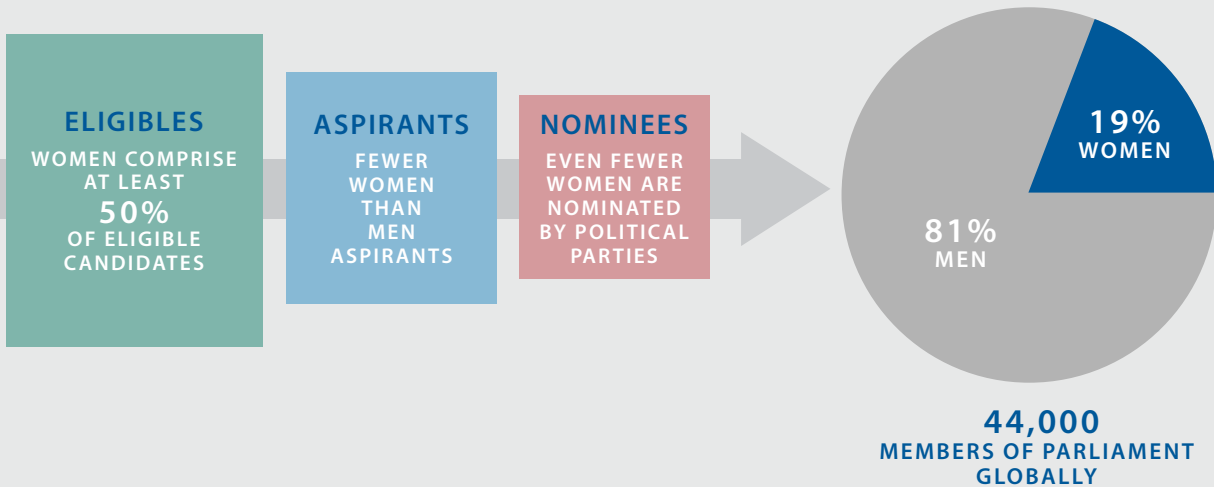 ELIGIBLES
WOMEN COMPRISE
AT LEAST
50%
OF ELIGIBLE
CANDIDATES
ASPIRANTS
FEWER
WOMEN
THAN
MEN
ASPIRANTS
NOMINEES
EVEN FEWER
WOMEN ARE
NOMINATED
BY POLITICAL
PARTIES
19%
WOMEN
81%
MEN
44,000
MEMBERS OF PARLIAMENT
GLOBALLY